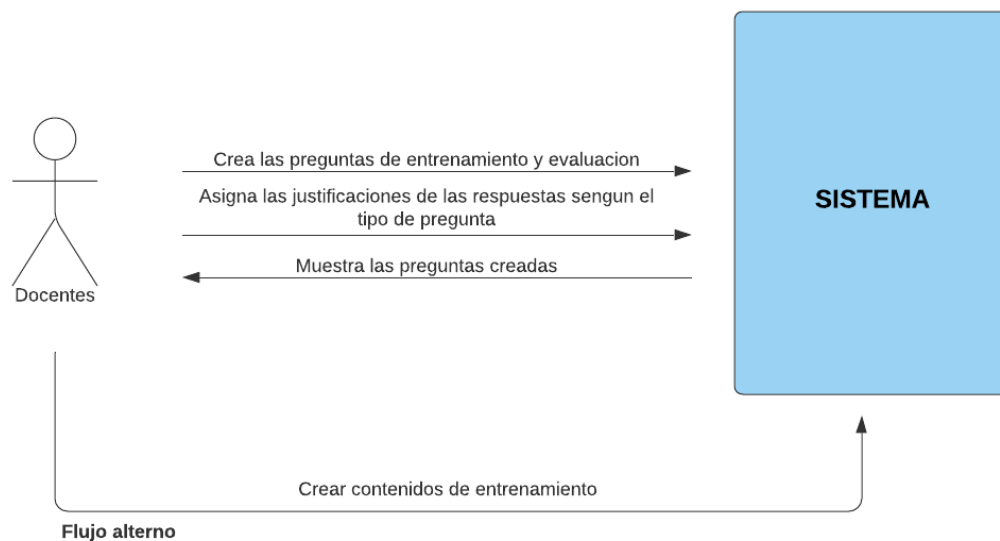 Crea las preguntas de entrenamiento y evaluacion
Asigna las justificaciones de las respuestas sengun el
tipo de pregunta
SISTEMA
Muestra las preguntas creadas
Docentes
Crear contenidos de entrenamiento
Flujo alterno